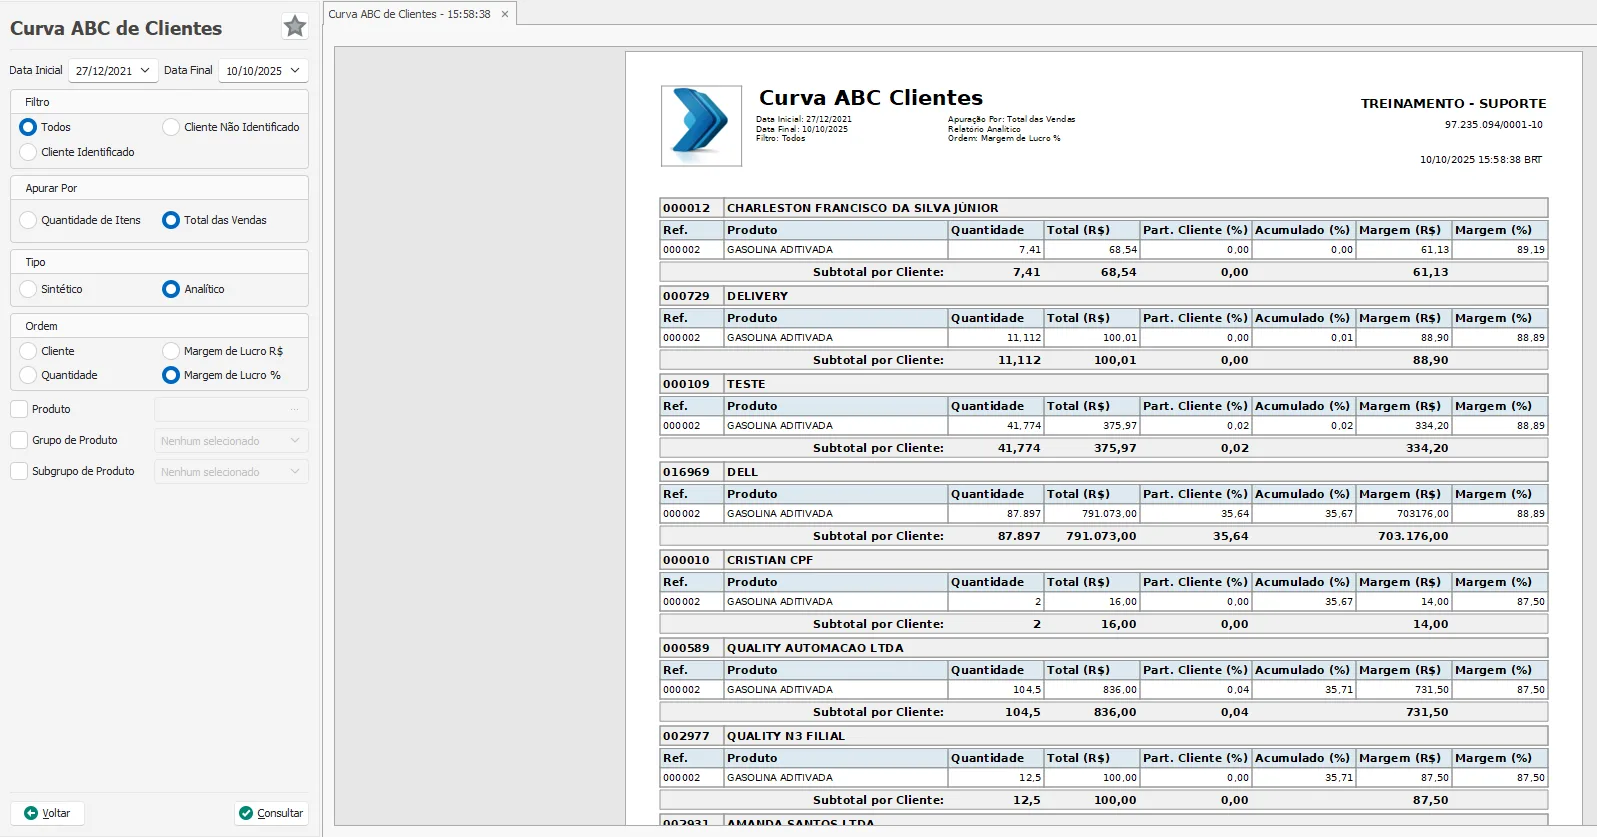 Curva ABC de Clientes
Data Inicial 27/12/2021 Data Final 10/10/2025
Filtro
Todos Cliente Não Identificado
Cliente Identificado
Apurar Por
Quantidade de Itens Total das Vendas
Tipo
Sintético Analítico
Ordem
Cliente Margem de Lucro R$
Quantidade Margem de Lucro %
Produto ...
Grupo de Produto Nenhum selecionado
Subgrupo de Produto Nenhum selecionado
Voltar Consultar
Curva ABC de Clientes - 15:58:38 ×
Curva ABC Clientes
Data Inicial: 27/12/2021
Data Final: 10/10/2025
Filtro: Todos
Apuração Por: Total das Vendas
Relatório Analítico
Ordem: Margem de Lucro %
TREINAMENTO - SUPORTE
97.235.094/0001-10
10/10/2025 15:58:38 BRT
000012 CHARLESTON FRANCISCO DA SILVA JÚNIOR
Ref. Produto Quantidade Total (R$) Part. Cliente (%) Acumulado (%) Margem (R$) Margem (%)
000002 GASOLINA ADITIVADA 7,41 68,54 0,00 0,00 61,13 89,19
Subtotal por Cliente: 7,41 68,54 0,00 61,13
000729 DELIVERY
Ref. Produto Quantidade Total (R$) Part. Cliente (%) Acumulado (%) Margem (R$) Margem (%)
000002 GASOLINA ADITIVADA 11,112 100,01 0,00 0,01 88,90 88,89
Subtotal por Cliente: 11,112 100,01 0,00 88,90
000109 TESTE
Ref. Produto Quantidade Total (R$) Part. Cliente (%) Acumulado (%) Margem (R$) Margem (%)
000002 GASOLINA ADITIVADA 41,774 375,97 0,02 0,02 334,20 88,89
Subtotal por Cliente: 41,774 375,97 0,02 334,20
016969 DELL
Ref. Produto Quantidade Total (R$) Part. Cliente (%) Acumulado (%) Margem (R$) Margem (%)
000002 GASOLINA ADITIVADA 87.897 791.073,00 35,64 35,67 703176,00 88,89
Subtotal por Cliente: 87.897 791.073,00 35,64 703.176,00
000010 CRISTIAN CPF
Ref. Produto Quantidade Total (R$) Part. Cliente (%) Acumulado (%) Margem (R$) Margem (%)
000002 GASOLINA ADITIVADA 2 16,00 0,00 35,67 14,00 87,50
Subtotal por Cliente: 2 16,00 0,00 14,00
000589 QUALITY AUTOMACAO LTDA
Ref. Produto Quantidade Total (R$) Part. Cliente (%) Acumulado (%) Margem (R$) Margem (%)
000002 GASOLINA ADITIVADA 104,5 836,00 0,04 35,71 731,50 87,50
Subtotal por Cliente: 104,5 836,00 0,04 731,50
002977 QUALITY N3 FILIAL
Ref. Produto Quantidade Total (R$) Part. Cliente (%) Acumulado (%) Margem (R$) Margem (%)
000002 GASOLINA ADITIVADA 12,5 100,00 0,00 35,71 87,50 87,50
Subtotal por Cliente: 12,5 100,00 0,00 87,50
002931 AMANDA SANTOS LTDA